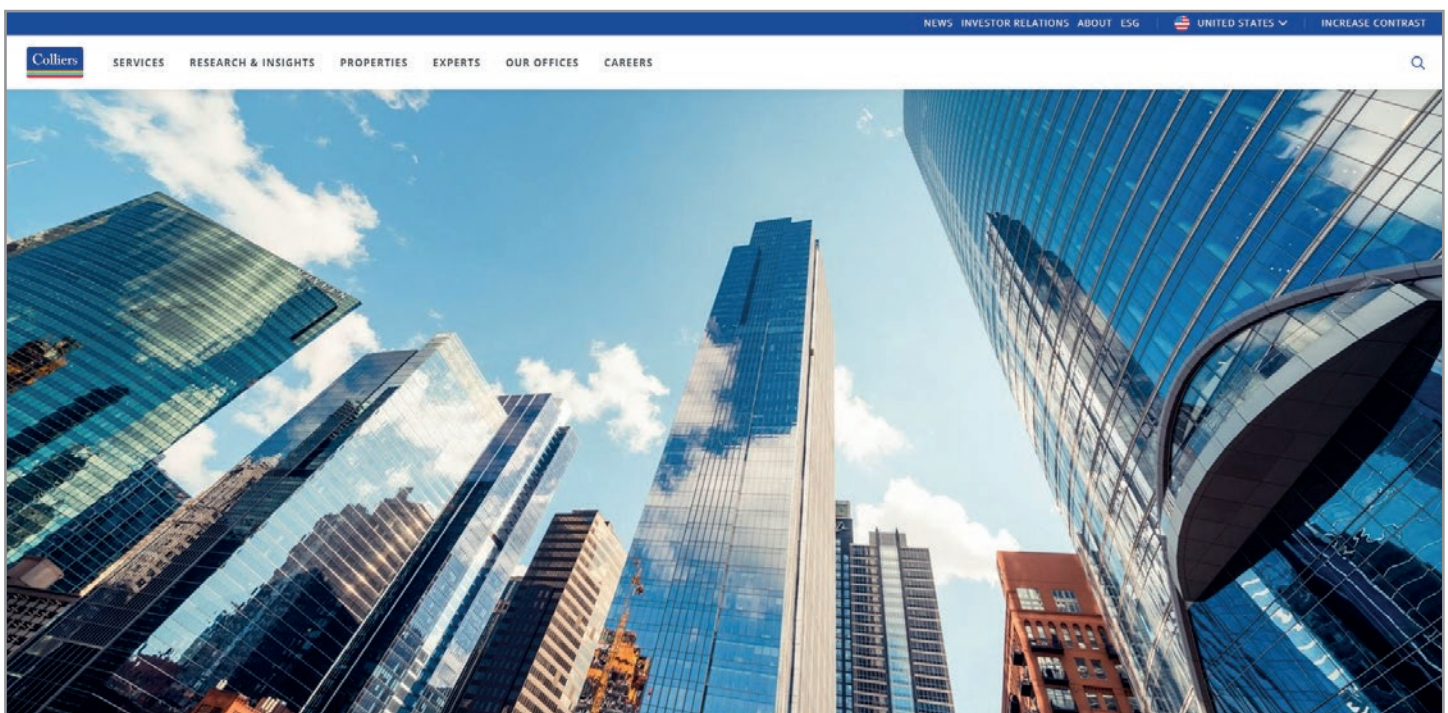 NEWS INVESTOR RELATIONS ABOUT ESG UNITED STATES INCREASE CONTRAST
Colliers SERVICES RESEARCH & INSIGHTS PROPERTIES EXPERTS OUR OFFICES CAREERS